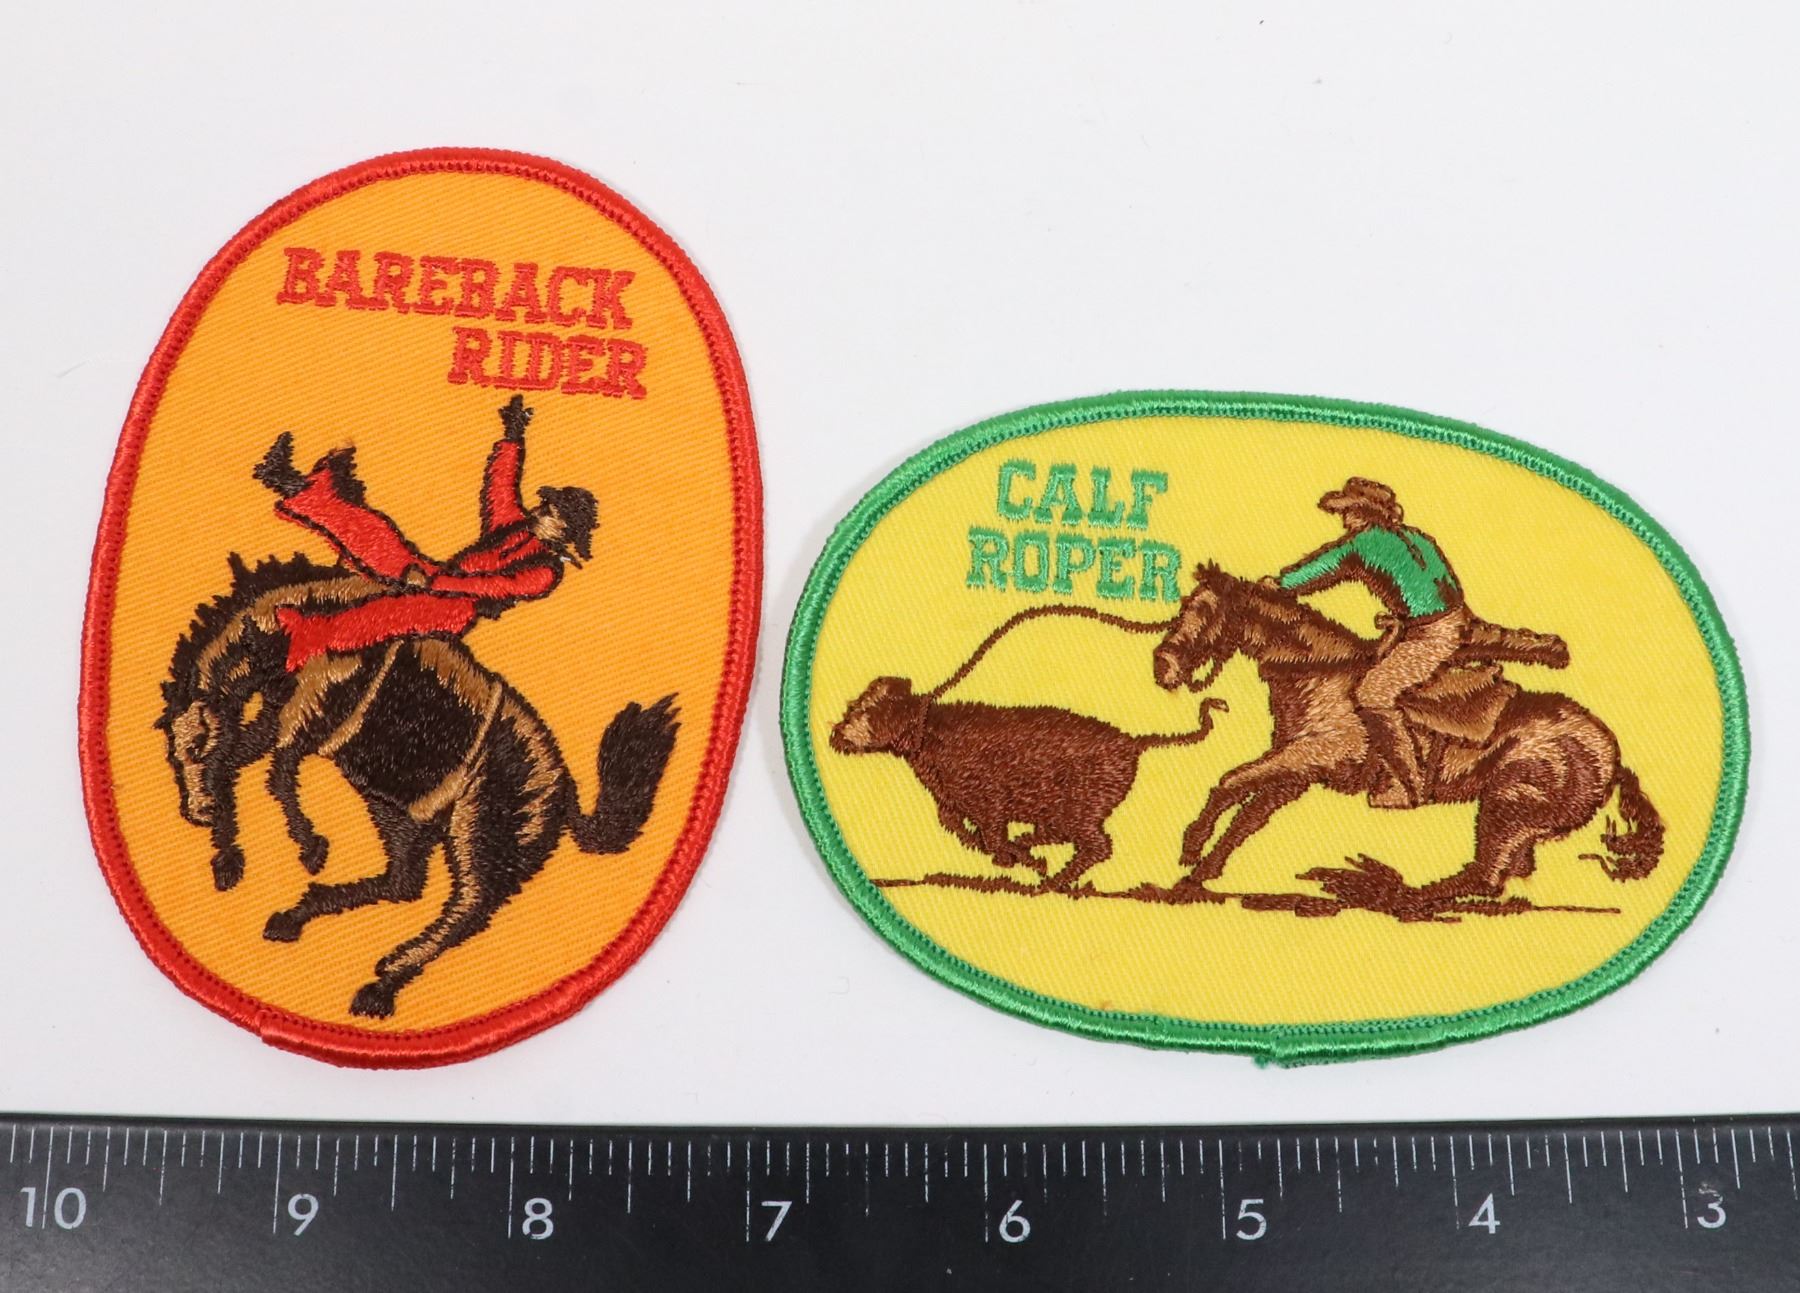 BAREBACK
RIDER
CALF
ROPER
10 9 8 7 6 5 4 3